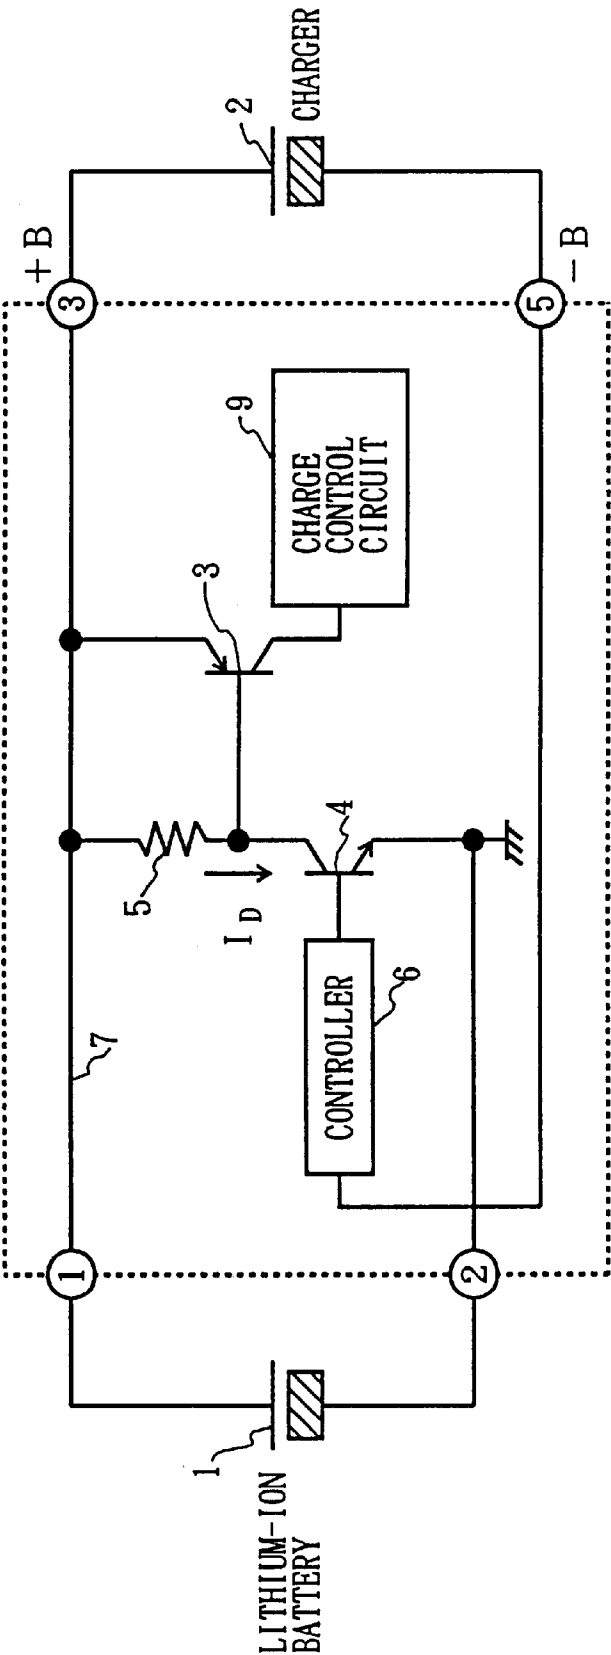 1
LITHIUM-ION
BATTERY
1
2
7
5
I D
CONTROLLER
6
4
3
9
CHARGE
CONTROL
CIRCUIT
3
+B
5
-B
2
CHARGER